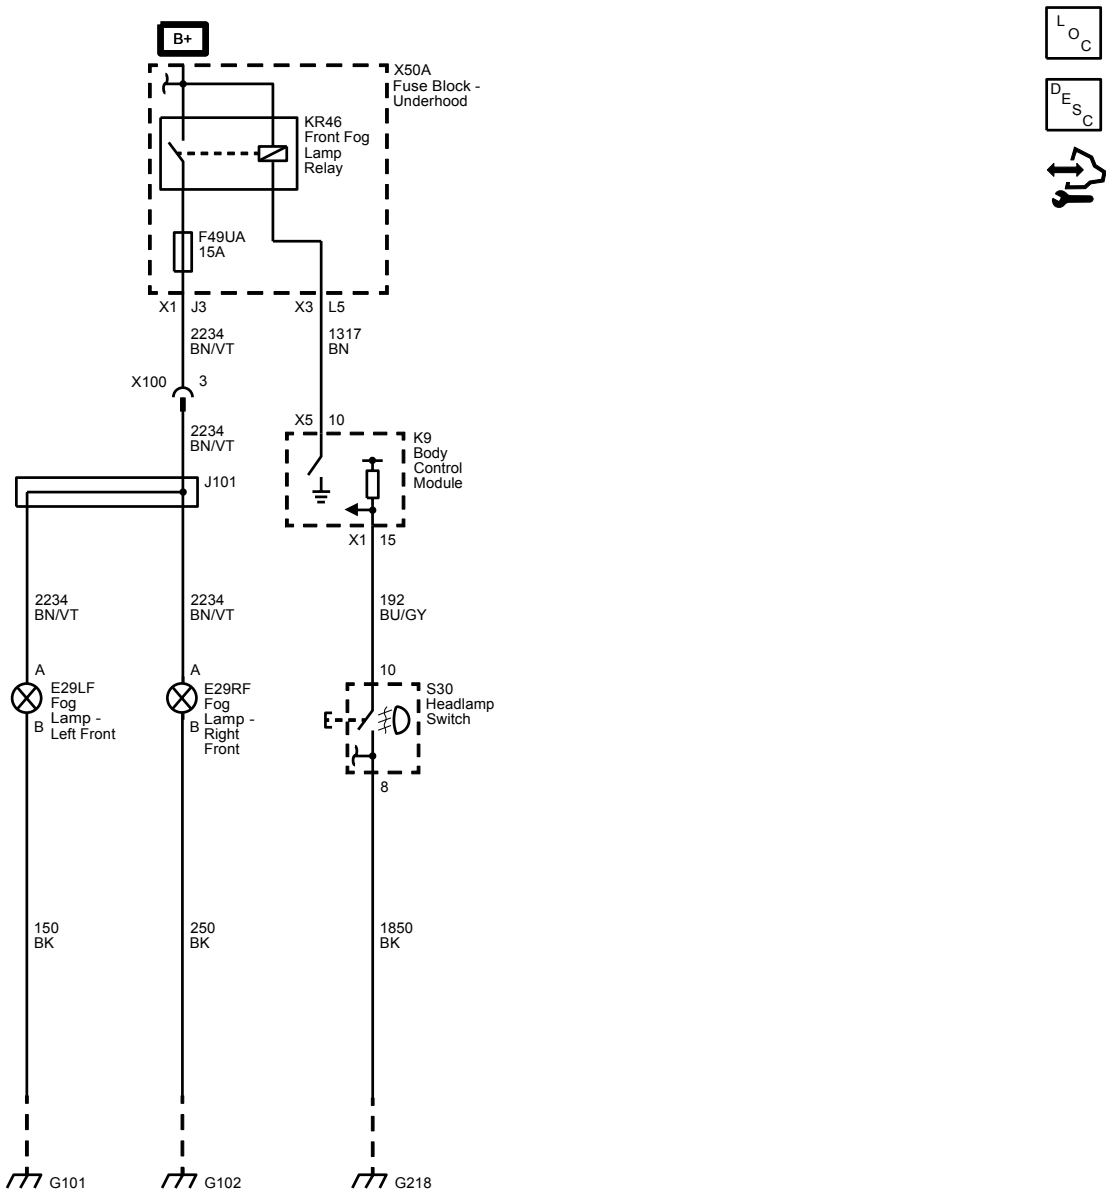 B+
L
O
C
D
E
S
C
X50A
Fuse Block -
Underhood
KR46
Front Fog
Lamp
Relay
F49UA
15A
X1 J3
X3 L5
2234
BN/VT
1317
BN
X100 3
X5 10
2234
BN/VT
K9
Body
Control
Module
J101
X1 15
2234
BN/VT
2234
BN/VT
192
BU/GY
A
E29LF
Fog
Lamp -
Left Front
B
A
E29RF
Fog
Lamp -
Right
Front
B
10
S30
Headlamp
Switch
8
150
BK
250
BK
1850
BK
G101
G102
G218